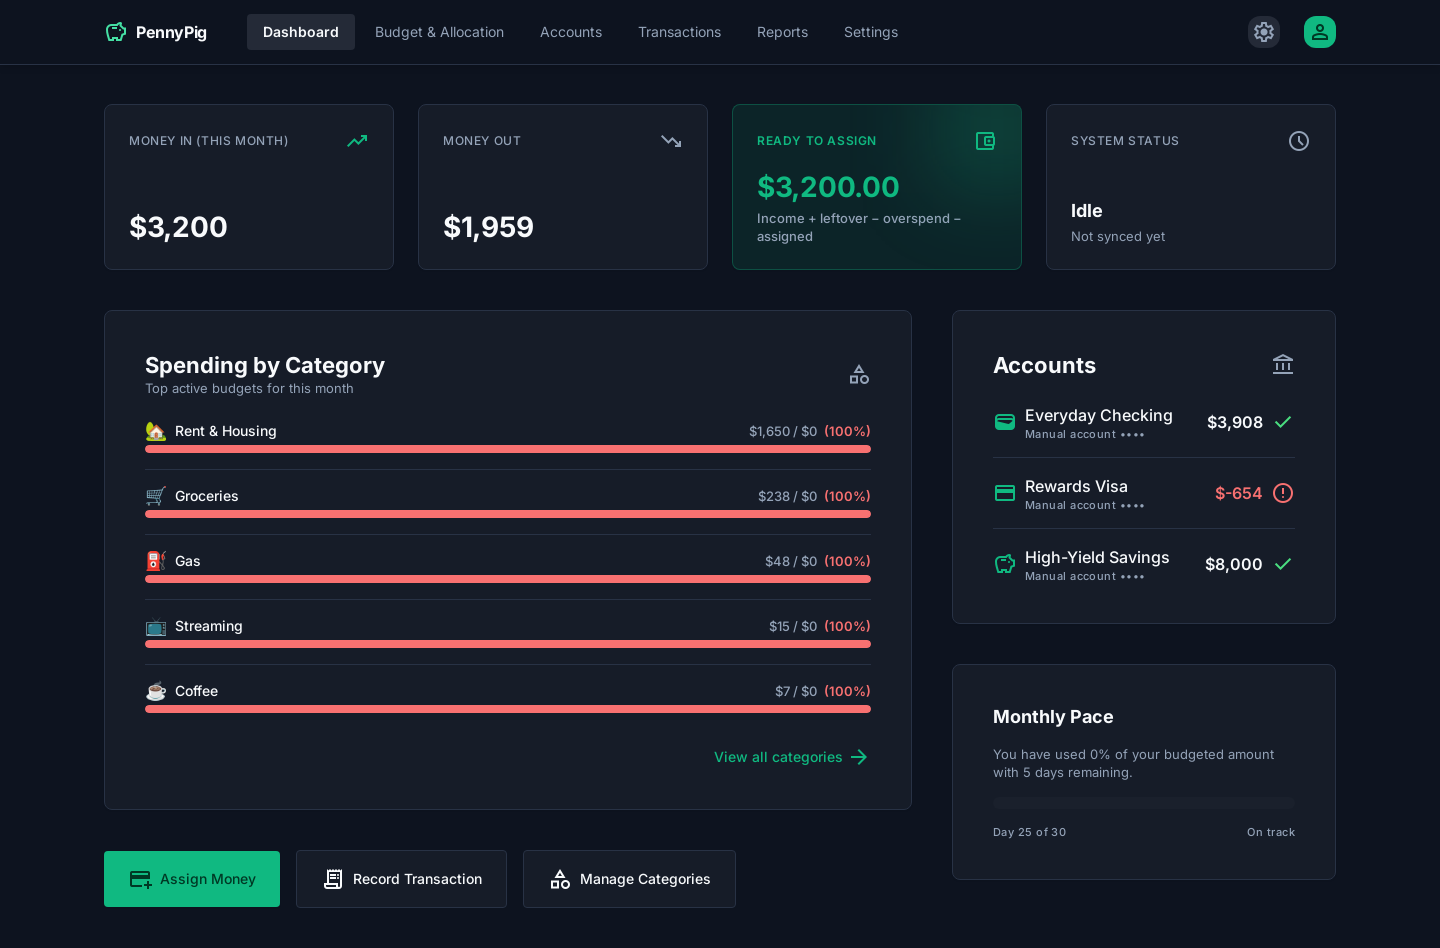 PennyPig
Dashboard
Budget & Allocation
Accounts
Transactions
Reports
Settings
MONEY IN (THIS MONTH)
$3,200
MONEY OUT
$1,959
READY TO ASSIGN
$3,200.00
Income + leftover − overspend −
assigned
SYSTEM STATUS
Idle
Not synced yet
Spending by Category
Top active budgets for this month
Rent & Housing $1,650 / $0 (100%)
Groceries $238 / $0 (100%)
Gas $48 / $0 (100%)
Streaming $15 / $0 (100%)
Coffee $7 / $0 (100%)
View all categories
Assign Money
Record Transaction
Manage Categories
Accounts
Everyday Checking $3,908
Manual account ••••
Rewards Visa $-654
Manual account ••••
High-Yield Savings $8,000
Manual account ••••
Monthly Pace
You have used 0% of your budgeted amount
with 5 days remaining.
Day 25 of 30 On track